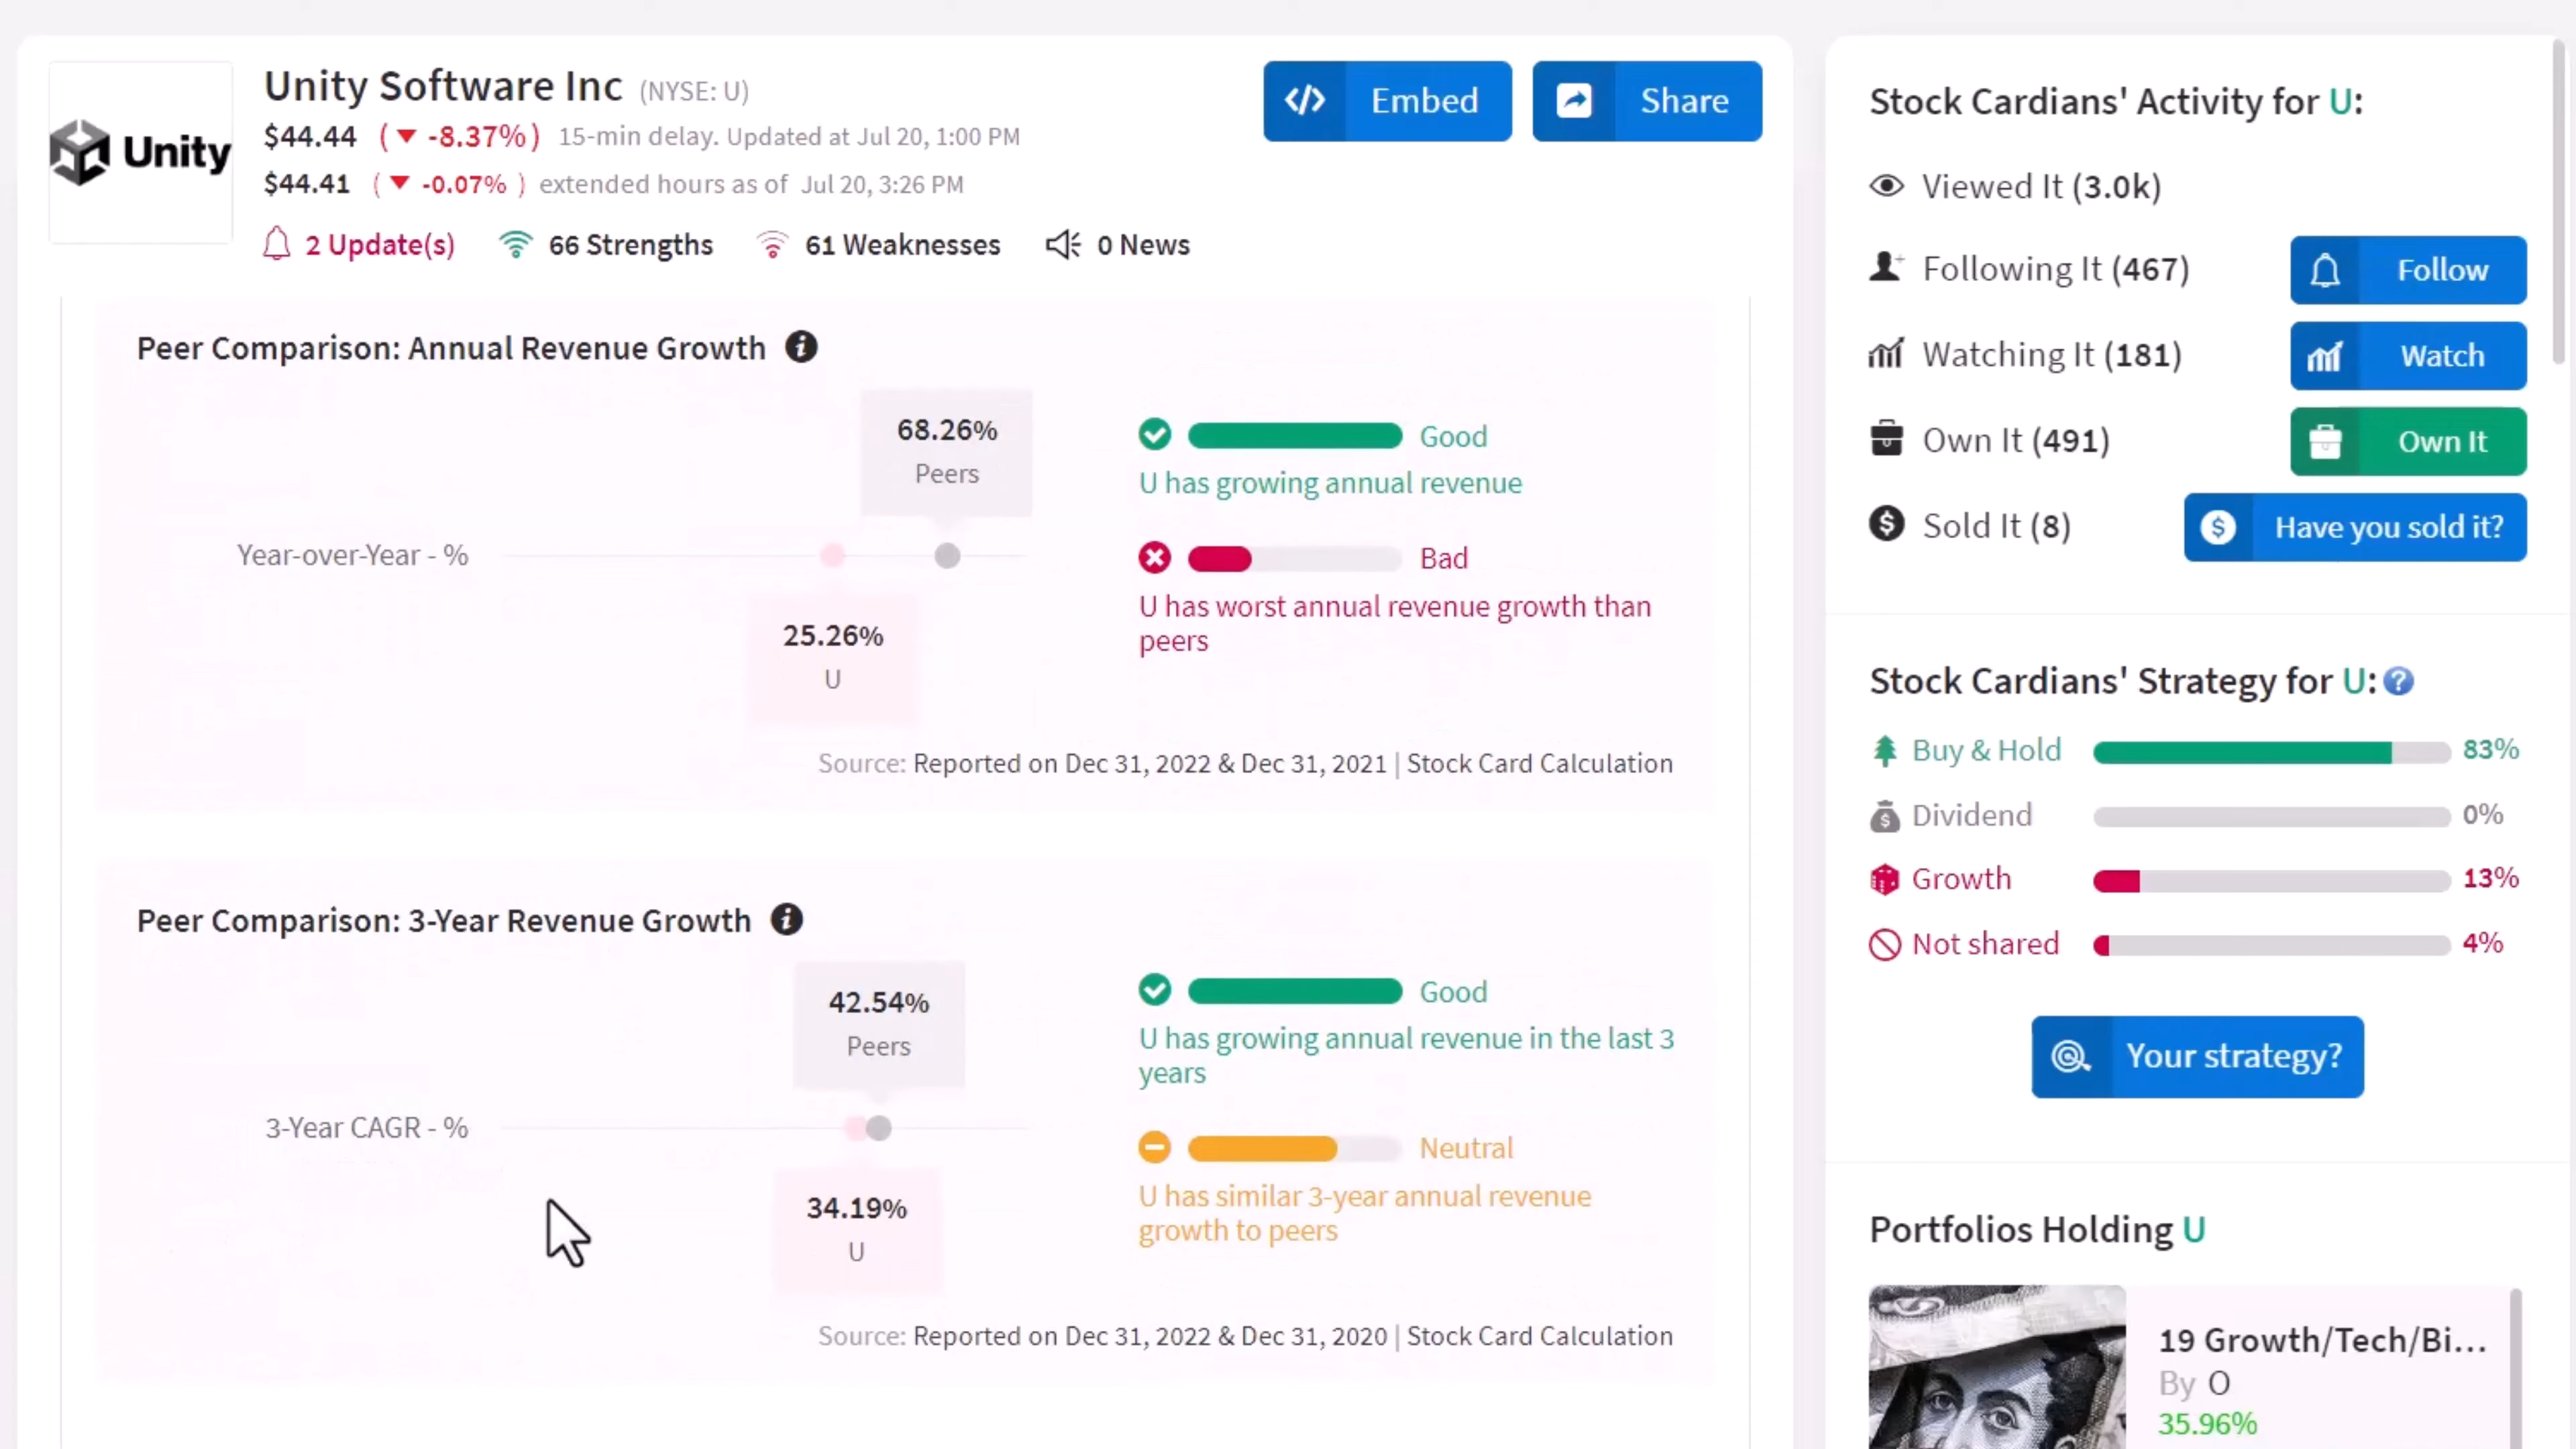 Unity
Unity Software Inc (NYSE: U)
$44.44 ( ▼ -8.37% ) 15-min delay. Updated at Jul 20, 1:00 PM
$44.41 ( ▼ -0.07% ) extended hours as of Jul 20, 3:26 PM
2 Update(s) 66 Strengths 61 Weaknesses 0 News
Embed
Share
Peer Comparison: Annual Revenue Growth
68.26%
Peers
Year-over-Year - %
25.26%
U
Good
U has growing annual revenue
Bad
U has worst annual revenue growth than
peers
Source: Reported on Dec 31, 2022 & Dec 31, 2021 | Stock Card Calculation
Peer Comparison: 3-Year Revenue Growth
42.54%
Peers
3-Year CAGR - %
34.19%
U
Good
U has growing annual revenue in the last 3
years
Neutral
U has similar 3-year annual revenue
growth to peers
Source: Reported on Dec 31, 2022 & Dec 31, 2020 | Stock Card Calculation
Stock Cardians' Activity for U:
Viewed It (3.0k)
Following It (467)
Follow
Watching It (181)
Watch
Own It (491)
Own It
Sold It (8)
Have you sold it?
Stock Cardians' Strategy for U:
Buy & Hold 83%
Dividend 0%
Growth 13%
Not shared 4%
Your strategy?
Portfolios Holding U
19 Growth/Tech/Bi...
By O
35.96%